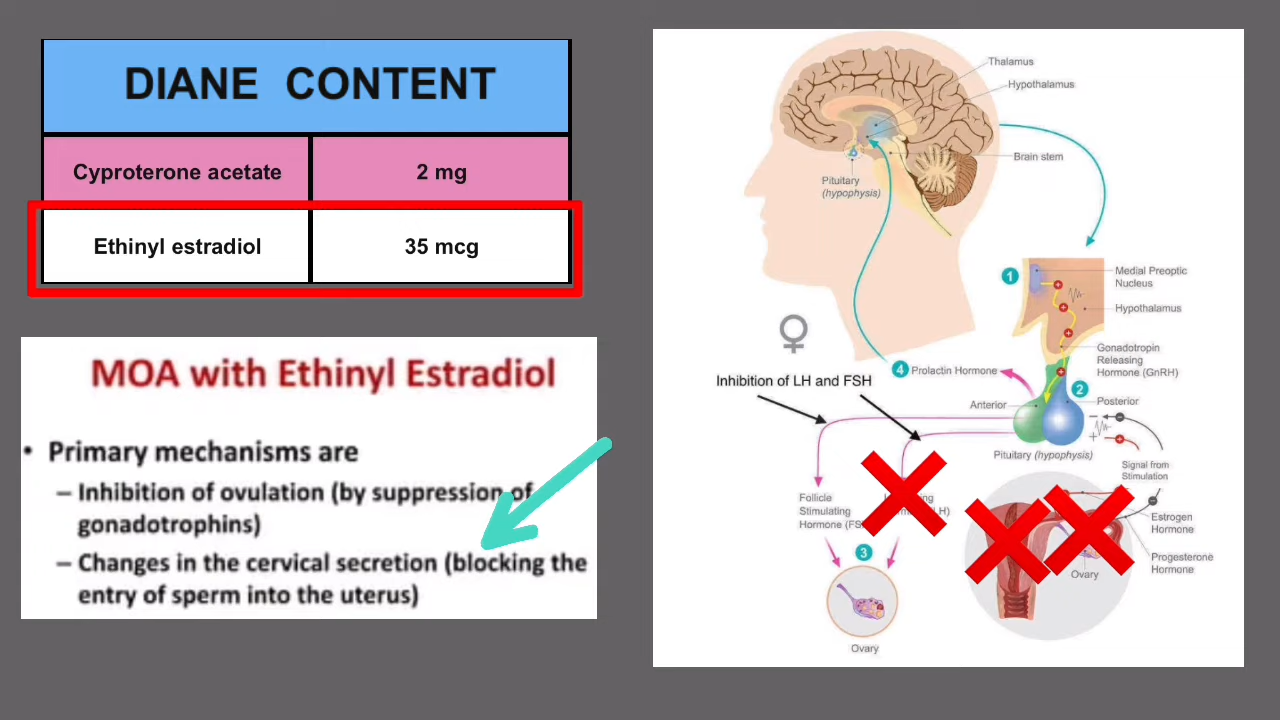 DIANE CONTENT
Cyproterone acetate 2 mg
Ethinyl estradiol 35 mcg
MOA with Ethinyl Estradiol
• Primary mechanisms are
– Inhibition of ovulation (by suppression of
gonadotrophins)
– Changes in the cervical secretion (blocking the
entry of sperm into the uterus)
Thalamus
Hypothalamus
Brain stem
Pituitary
(hypophysis)
1
Medial Preoptic
Nucleus
Hypothalamus
Gonadotropin
Releasing
Hormone (GnRH)
4 Prolactin Hormone
2
Inhibition of LH and FSH
Anterior
Posterior
Pituitary (hypophysis)
Signal from
Stimulation
Follicle
Stimulating
Hormone (FS
H)
3
Estrogen
Hormone
Progesterone
Hormone
Ovary
Ovary